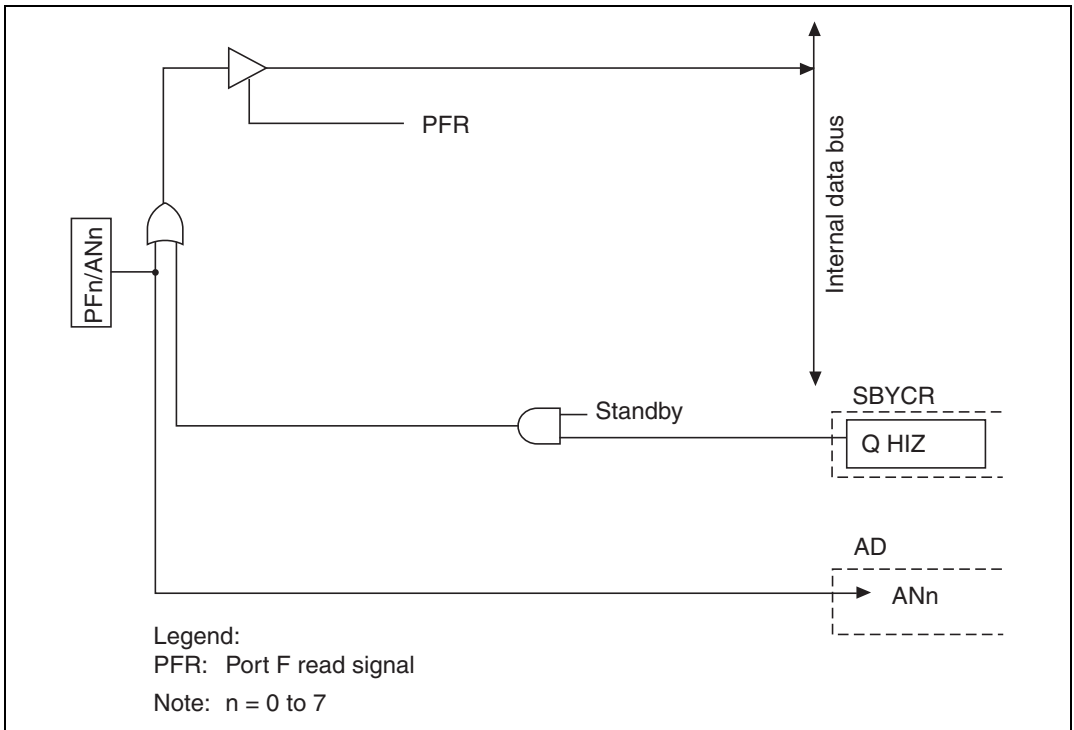 PFR
Internal data bus
PFn/ANn
Standby
SBYCR
Q HIZ
AD
ANn
Legend:
PFR: Port F read signal
Note: n = 0 to 7